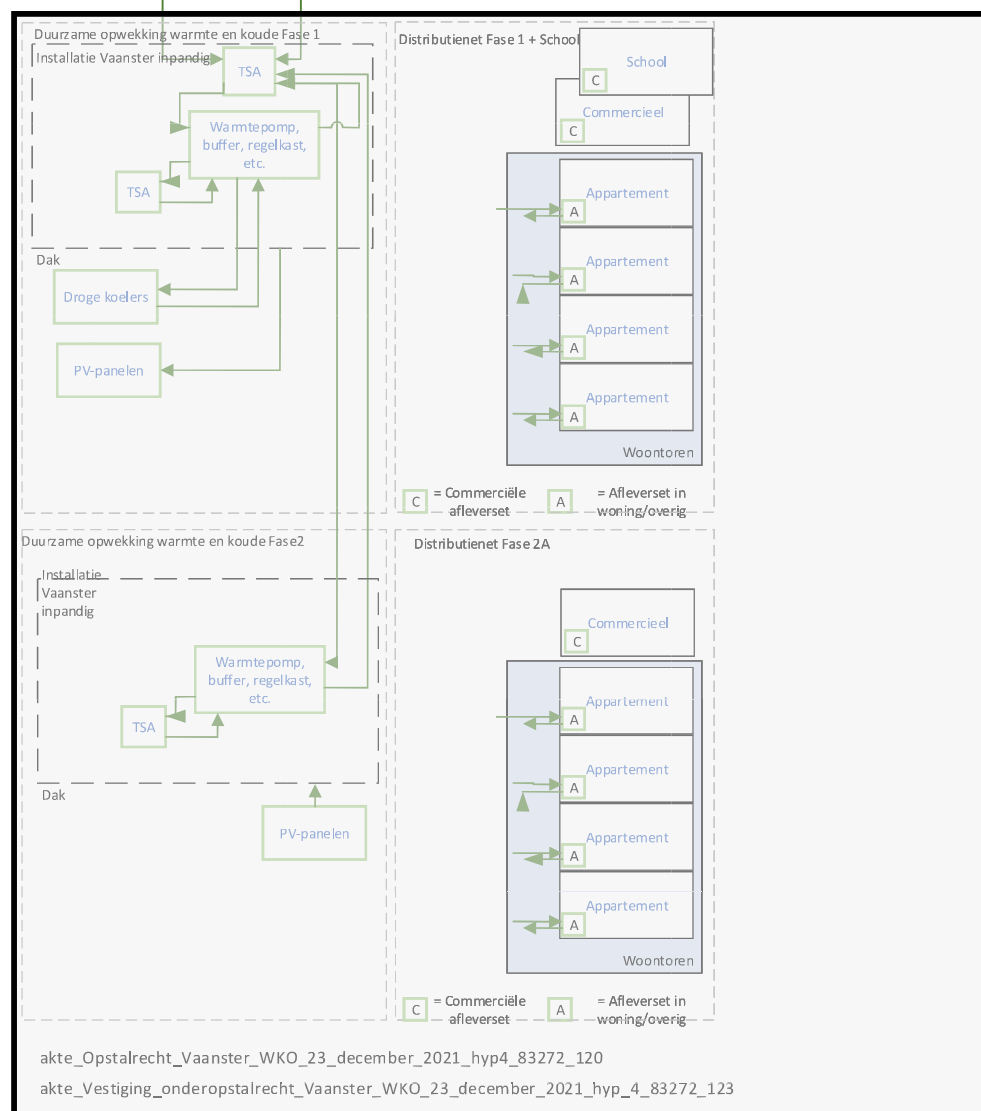 Duurzame opwekking warmte en koude Fase 1
Installatie Vaanster inpandig
TSA
Warmtepomp,
buffer, regelkast,
etc.
TSA
Dak
Droge koelers
PV-panelen
Distributienet Fase 1 + School
School
C
Commercieel
C
Appartement
A
Appartement
A
Appartement
A
Appartement
A
Woontoren
C
= Commerciële
afleverset
A
= Afleverset in
woning/overig
Duurzame opwekking warmte en koude Fase2
Installatie
Vaanster
inpandig
Warmtepomp,
buffer, regelkast,
etc.
TSA
Dak
PV-panelen
Distributienet Fase 2A
Commercieel
C
Appartement
A
Appartement
A
Appartement
A
Appartement
A
Woontoren
C
= Commerciële
afleverset
A
= Afleverset in
woning/overig
akte_Opstalrecht_Vaanster_WKO_23_december_2021_hyp4_83272_120
akte_Vestiging_onderopstalrecht_Vaanster_WKO_23_december_2021_hyp_4_83272_123